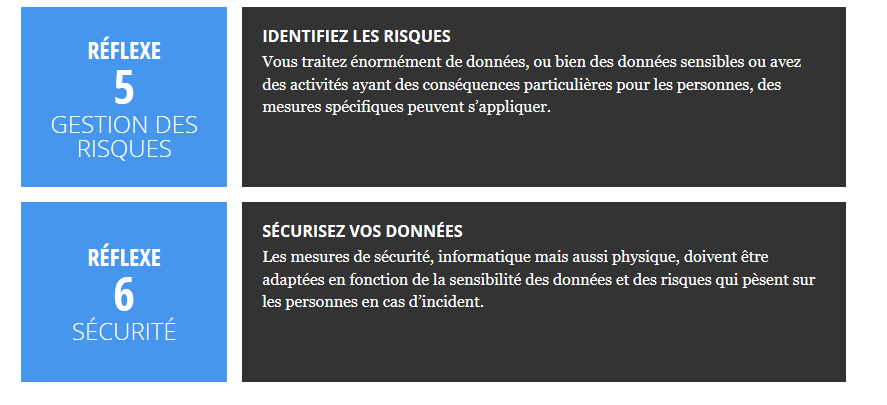 RÉFLEXE
5
GESTION DES
RISQUES
IDENTIFIEZ LES RISQUES
Vous traitez énormément de données, ou bien des données sensibles ou avez
des activités ayant des conséquences particulières pour les personnes, des
mesures spécifiques peuvent s’appliquer.
RÉFLEXE
6
SÉCURITÉ
SÉCURISEZ VOS DONNÉES
Les mesures de sécurité, informatique mais aussi physique, doivent être
adaptées en fonction de la sensibilité des données et des risques qui pèsent sur
les personnes en cas d’incident.